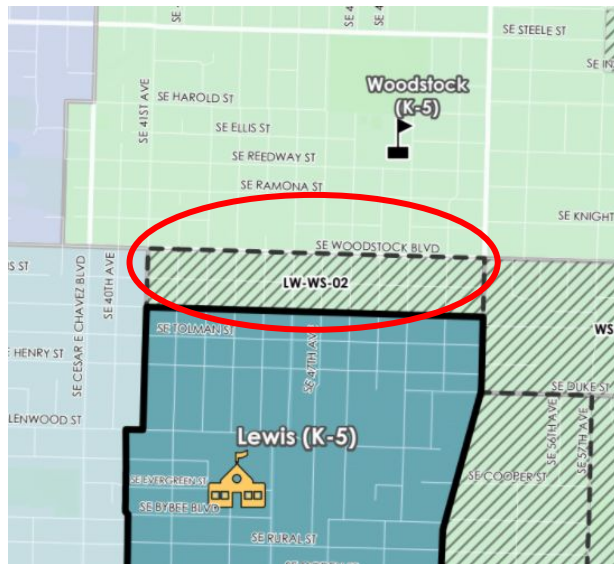 SE STEELE ST
SE 41ST AVE
Woodstock
(K-5)
SE HAROLD ST
SE ELLIS ST
SE REEDWAY ST
SE RAMONA ST
SE KNIGHT
SE WOODSTOCK BLVD
SE CESAR E CHAVEZ BLVD
SE 40TH AVE
LW-WS-02
WS
SE TOLMAN ST
HENRY ST
SE 47TH AVE
SE DUKE ST
LENWOOD ST
SE 56TH AVE
SE 57TH AVE
Lewis (K-5)
SE EVERGREEN ST
SE COOPER ST
SE BYBEE BLVD
SE RURAL ST